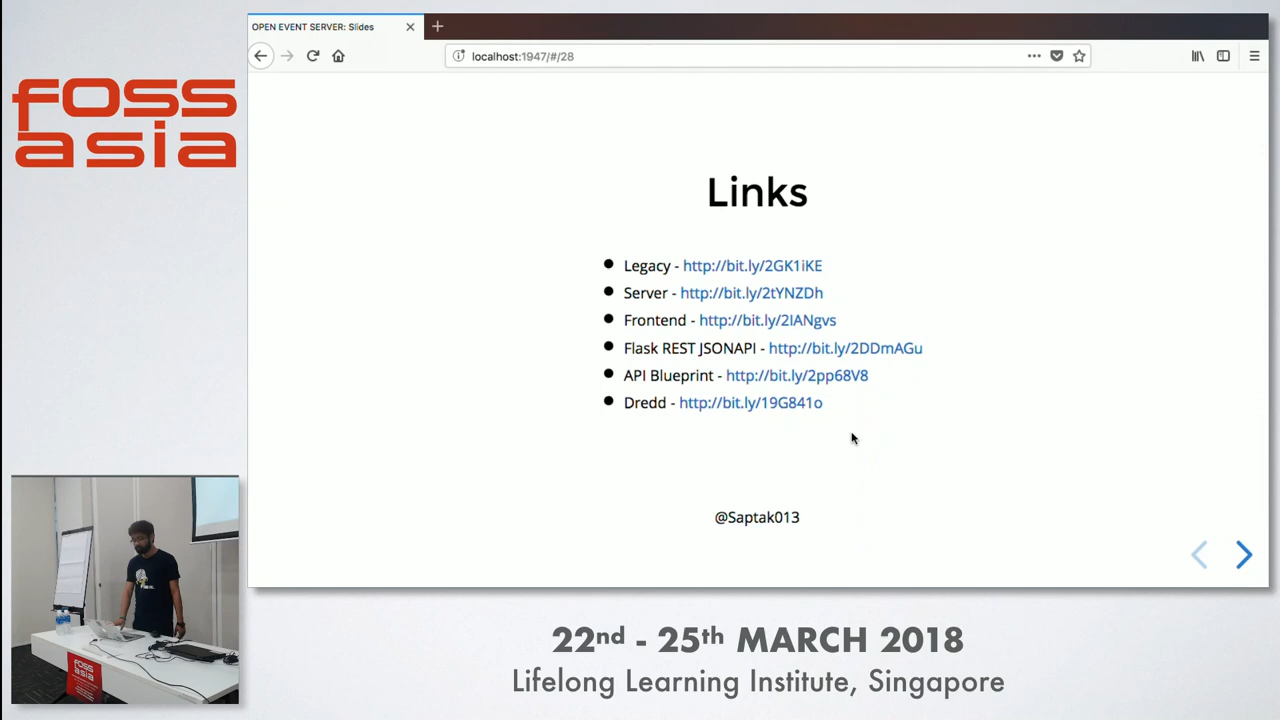 foss
asia
OPEN EVENT SERVER: Slides
localhost:1947/#/28
Links
Legacy - http://bit.ly/2GK1iKE
Server - http://bit.ly/2tYNZDh
Frontend - http://bit.ly/2IANgvs
Flask REST JSONAPI - http://bit.ly/2DDmAGu
API Blueprint - http://bit.ly/2pp68V8
Dredd - http://bit.ly/19G841o
@Saptak013
foss
asia
22nd - 25th MARCH 2018
Lifelong Learning Institute, Singapore